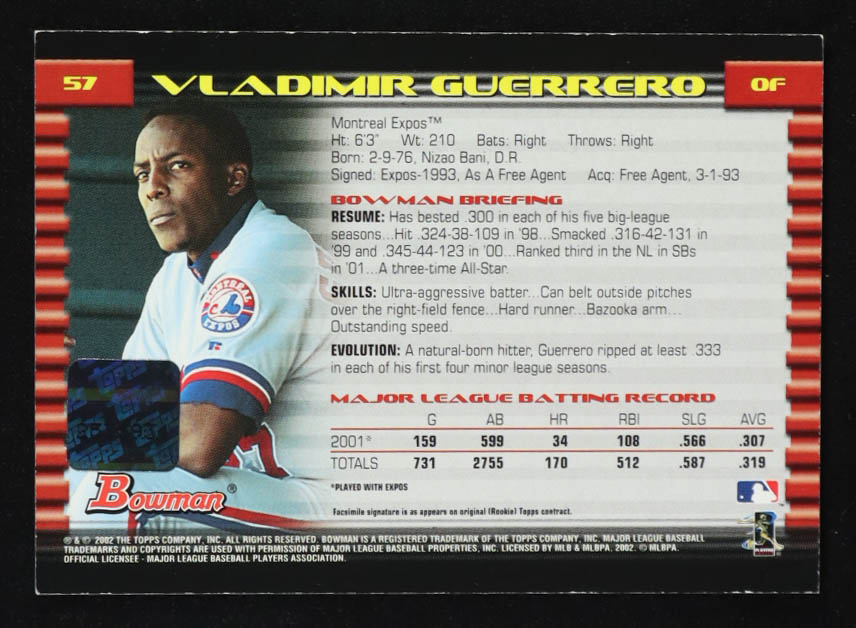 57
VLADIMIR GUERRERO
OF
Montreal Expos™
Ht: 6'3" Wt: 210 Bats: Right Throws: Right
Born: 2-9-76, Nizao Bani, D.R.
Signed: Expos-1993, As A Free Agent Acq: Free Agent, 3-1-93
BOWMAN BRIEFING
RESUME: Has bested .300 in each of his five big-league
seasons...Hit .324-38-109 in '98...Smacked .316-42-131 in
'99 and .345-44-123 in '00...Ranked third in the NL in SBs
in '01...A three-time All-Star.
SKILLS: Ultra-aggressive batter...Can belt outside pitches
over the right-field fence...Hard runner...Bazooka arm...
Outstanding speed.
EVOLUTION: A natural-born hitter, Guerrero ripped at least .333
in each of his first four minor league seasons.
MAJOR LEAGUE BATTING RECORD
G AB HR RBI SLG AVG
2001* 159 599 34 108 .566 .307
TOTALS 731 2755 170 512 .587 .319
*PLAYED WITH EXPOS
Facsimile signature is as appears on original (Rookie) Topps contract.
MONTREAL
EXPOS
topps
topps
Bowman®
® & © 2002 THE TOPPS COMPANY, INC. ALL RIGHTS RESERVED. BOWMAN IS A REGISTERED TRADEMARK OF THE TOPPS COMPANY, INC. MAJOR LEAGUE BASEBALL
TRADEMARKS AND COPYRIGHTS ARE USED WITH PERMISSION OF MAJOR LEAGUE BASEBALL PROPERTIES, INC. LICENSED BY MLB & MLBPA. 2002. © MLBPA.
OFFICIAL LICENSEE - MAJOR LEAGUE BASEBALL PLAYERS ASSOCIATION.